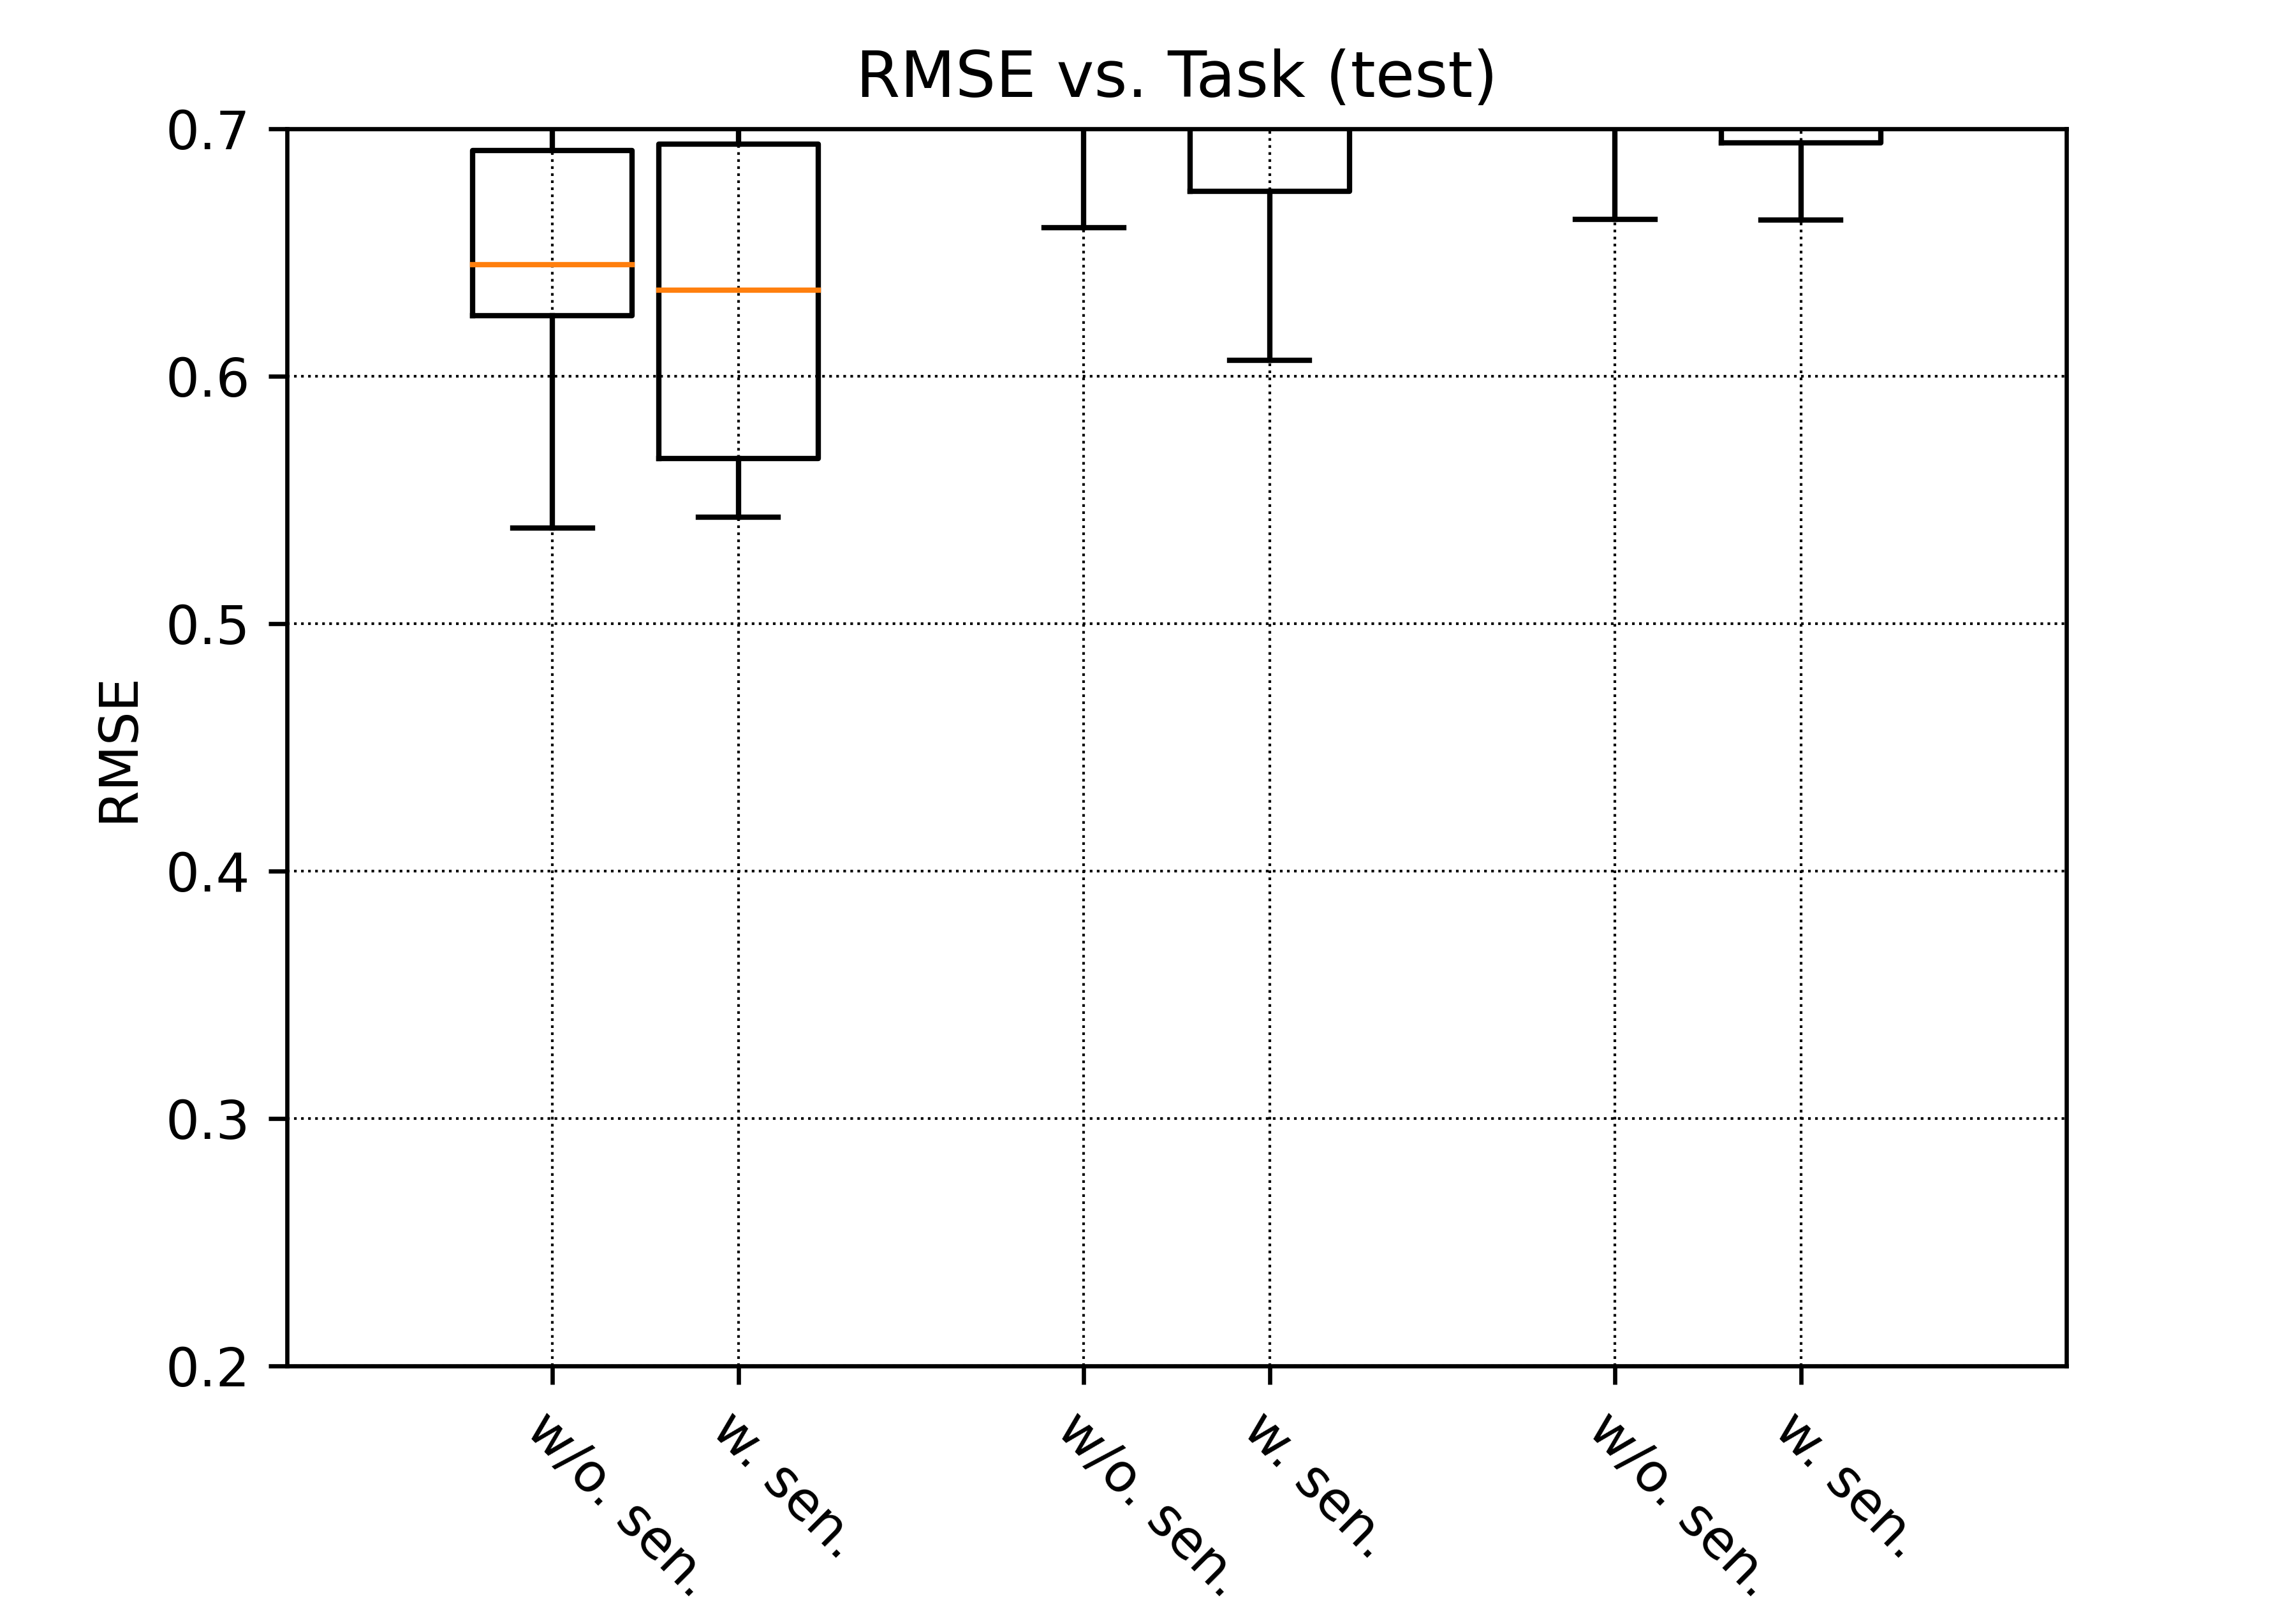 RMSE vs. Task (test)
0.7
0.6
0.5
0.4
0.3
0.2
RMSE
w/o. sen.
w. sen.
w/o. sen.
w. sen.
w/o. sen.
w. sen.